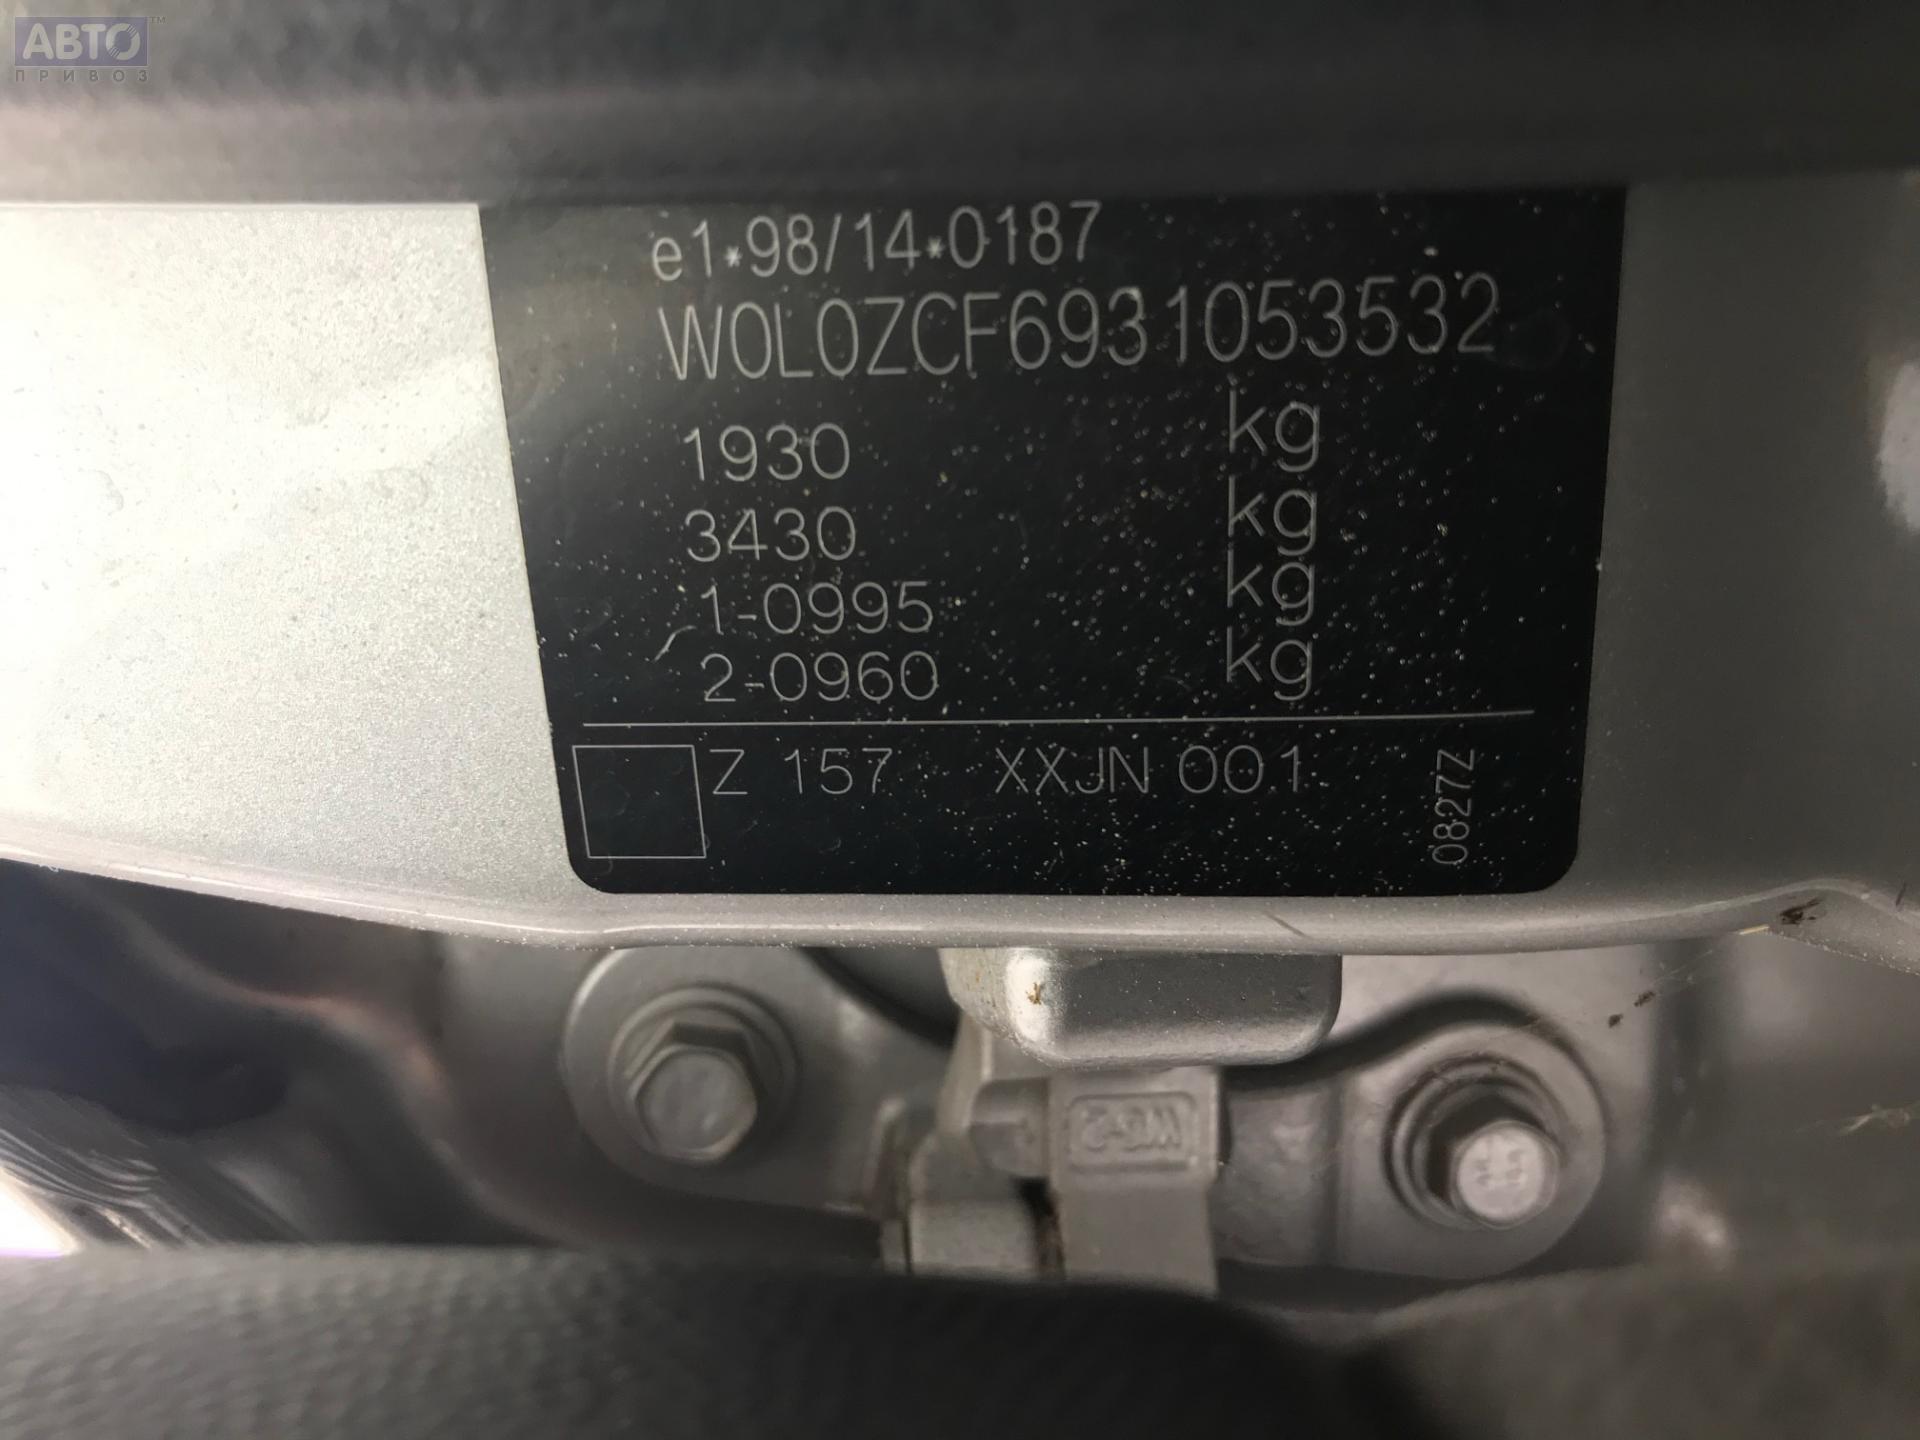 АВТО™
ПРИВОЗ
e1*98/14*0187
W0L0ZCF6931053532
1930 kg
3430 kg
1-0995 kg
2-0960 kg
Z 157 XXJN 001
0827Z